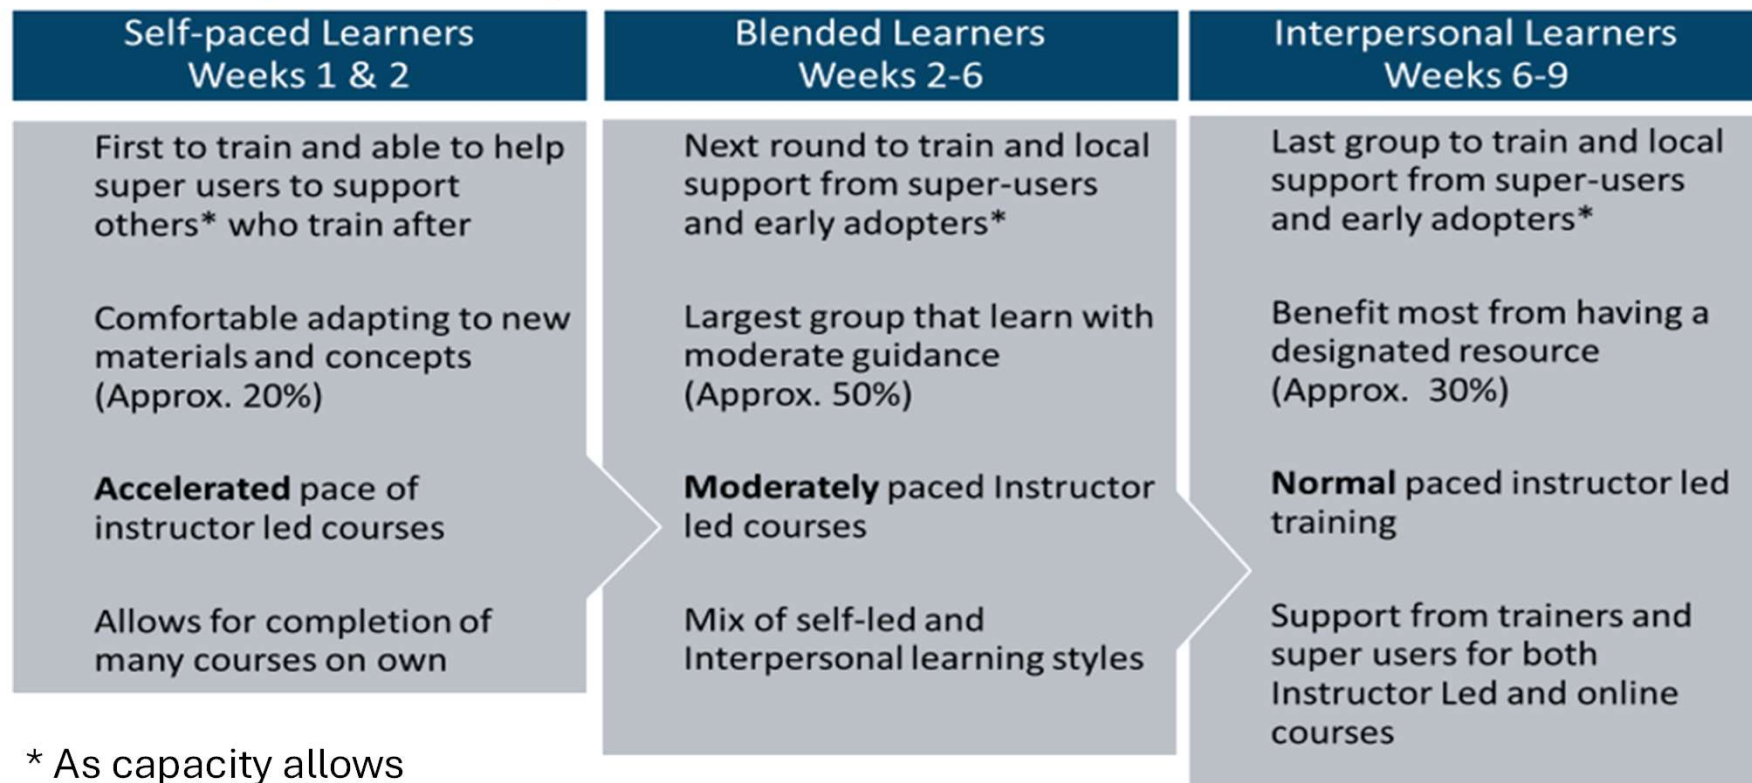 Self-paced Learners
Weeks 1 & 2
First to train and able to help
super users to support
others* who train after
Comfortable adapting to new
materials and concepts
(Approx. 20%)
Accelerated pace of
instructor led courses
Allows for completion of
many courses on own
Blended Learners
Weeks 2-6
Next round to train and local
support from super-users
and early adopters*
Largest group that learn with
moderate guidance
(Approx. 50%)
Moderately paced Instructor
led courses
Mix of self-led and
Interpersonal learning styles
Interpersonal Learners
Weeks 6-9
Last group to train and local
support from super-users
and early adopters*
Benefit most from having a
designated resource
(Approx. 30%)
Normal paced instructor led
training
Support from trainers and
super users for both
Instructor Led and online
courses
* As capacity allows